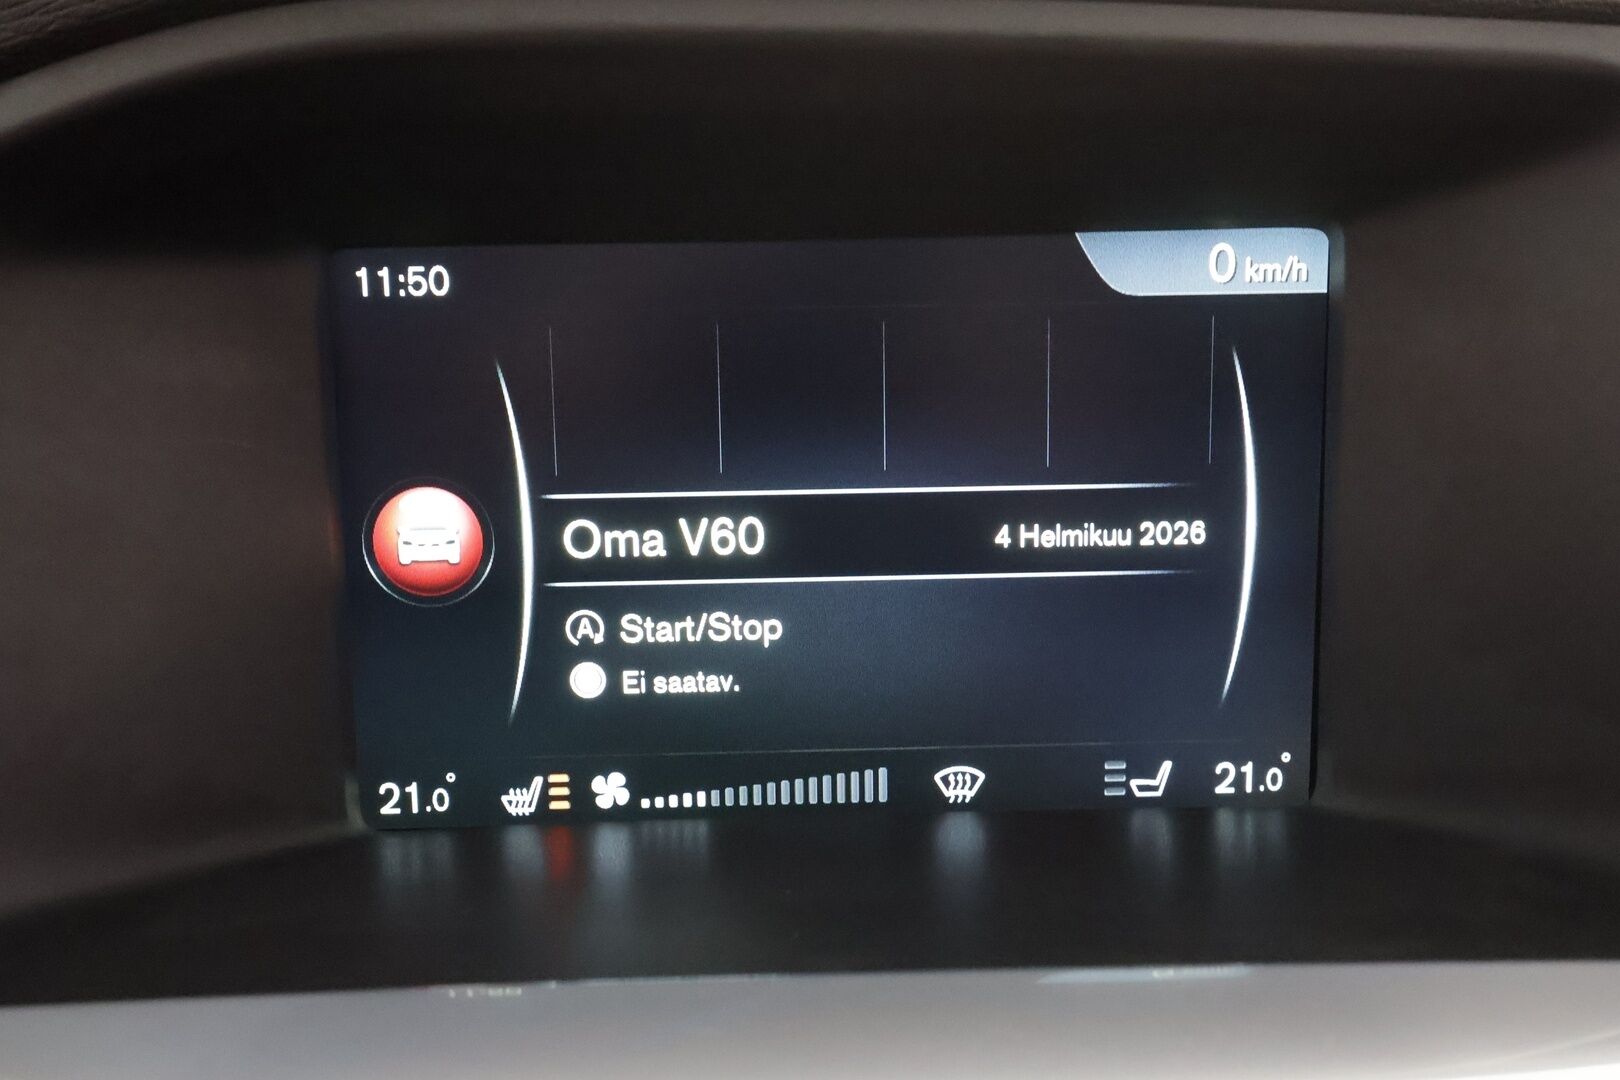 11:50
0 km/h
Oma V60
4 Helmikuu 2026
A Start/Stop
Ei saatav.
21.0°
21.0°